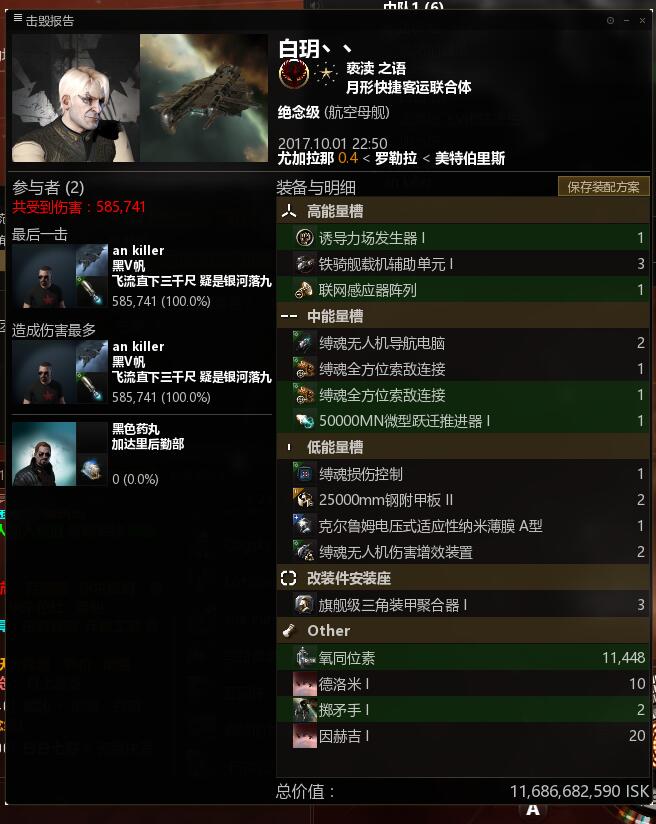 中队1 (6)
击毁报告
白玥丶丶
亵渎 之语
月形快捷客运联合体
绝念级 (航空母舰)
2017.10.01 22:50
尤加拉那 0.4 < 罗勒拉 < 美特伯里斯
参与者 (2)
共受到伤害：585,741
最后一击
an killer
黑V帆
飞流直下三千尺 疑是银河落九
585,741 (100.0%)
造成伤害最多
an killer
黑V帆
飞流直下三千尺 疑是银河落九
585,741 (100.0%)
黑色药丸
加达里后勤部
0 (0.0%)
装备与明细
保存装配方案
高能量槽
诱导力场发生器 I 1
铁骑舰载机辅助单元 I 3
联网感应器阵列 1
中能量槽
缚魂无人机导航电脑 2
缚魂全方位索敌连接 1
缚魂全方位索敌连接 1
50000MN微型跃迁推进器 I 1
低能量槽
缚魂损伤控制 1
25000mm钢附甲板 II 2
克尔鲁姆电压式适应性纳米薄膜 A型 1
缚魂无人机伤害增效装置 2
改装件安装座
旗舰级三角装甲聚合器 I 3
Other
氧同位素 11,448
德洛米 I 10
掷矛手 I 2
因赫吉 I 20
总价值： 11,686,682,590 ISK
A